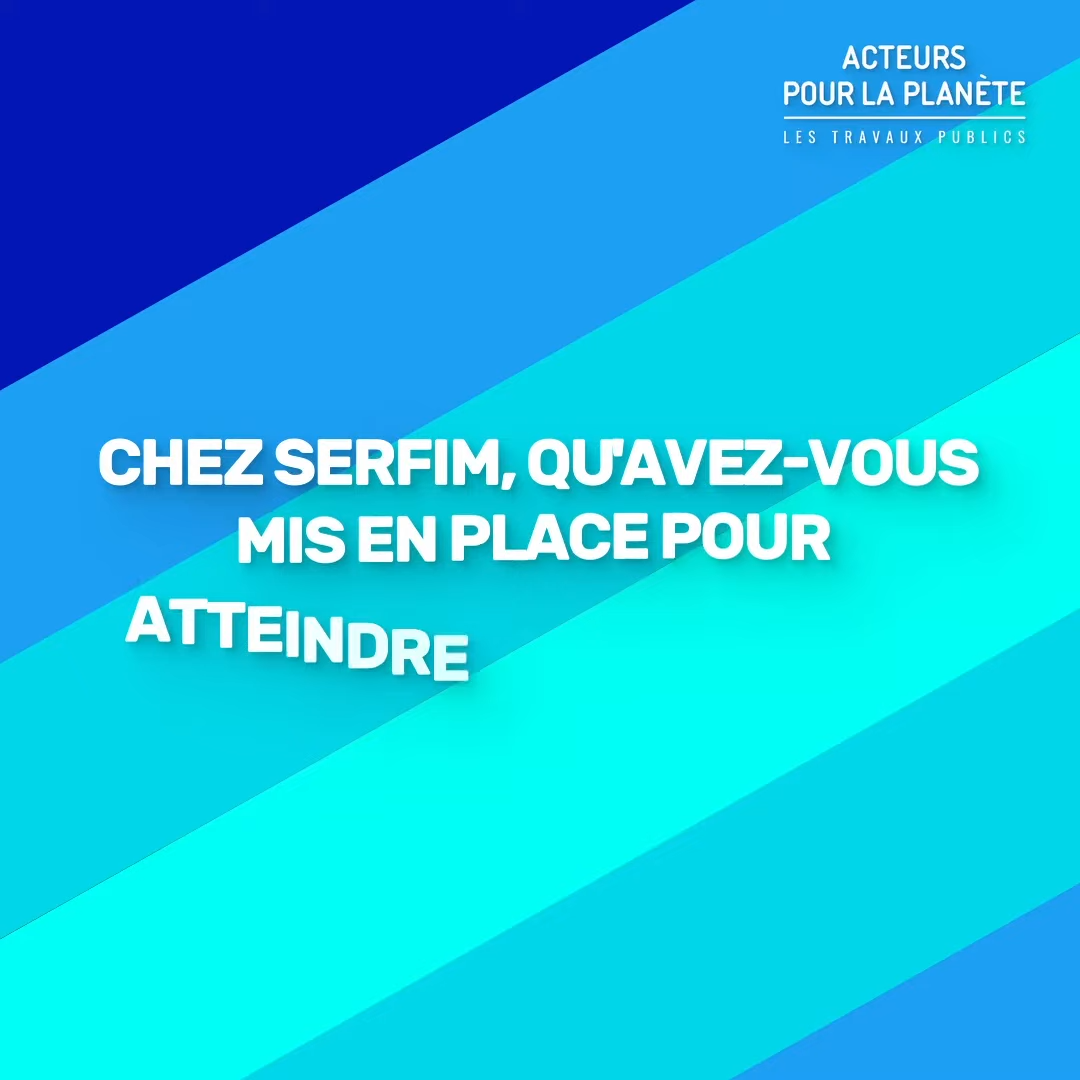 ACTEURS
POUR LA PLANÈTE
LES TRAVAUX PUBLICS
CHEZ SERFIM, QU'AVEZ-VOUS
MIS EN PLACE POUR
ATTEINDRE